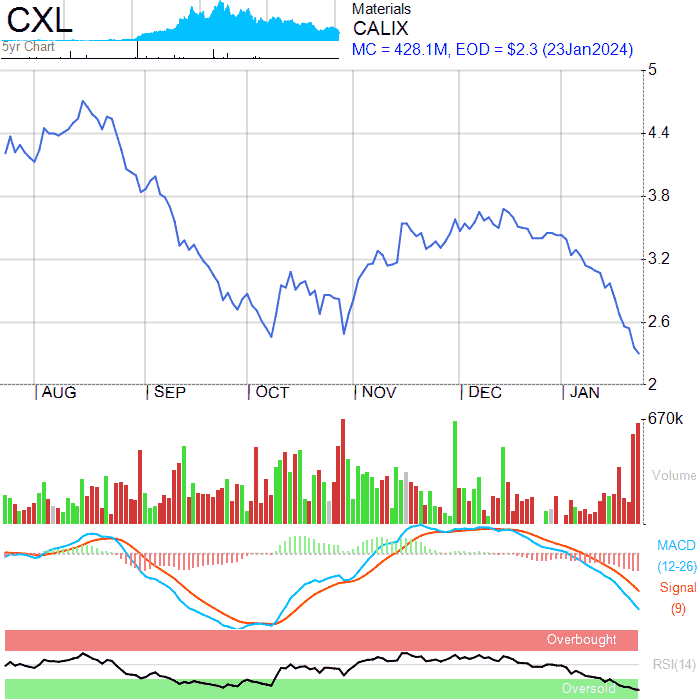 CXL
5yr Chart
Materials
CALIX
MC = 428.1M, EOD = $2.3 (23Jan2024)
5
4.4
3.8
3.2
2.6
2
AUG SEP OCT NOV DEC JAN
670k
Volume
MACD
(12-26)
Signal
(9)
Overbought
RSI(14)
Oversold